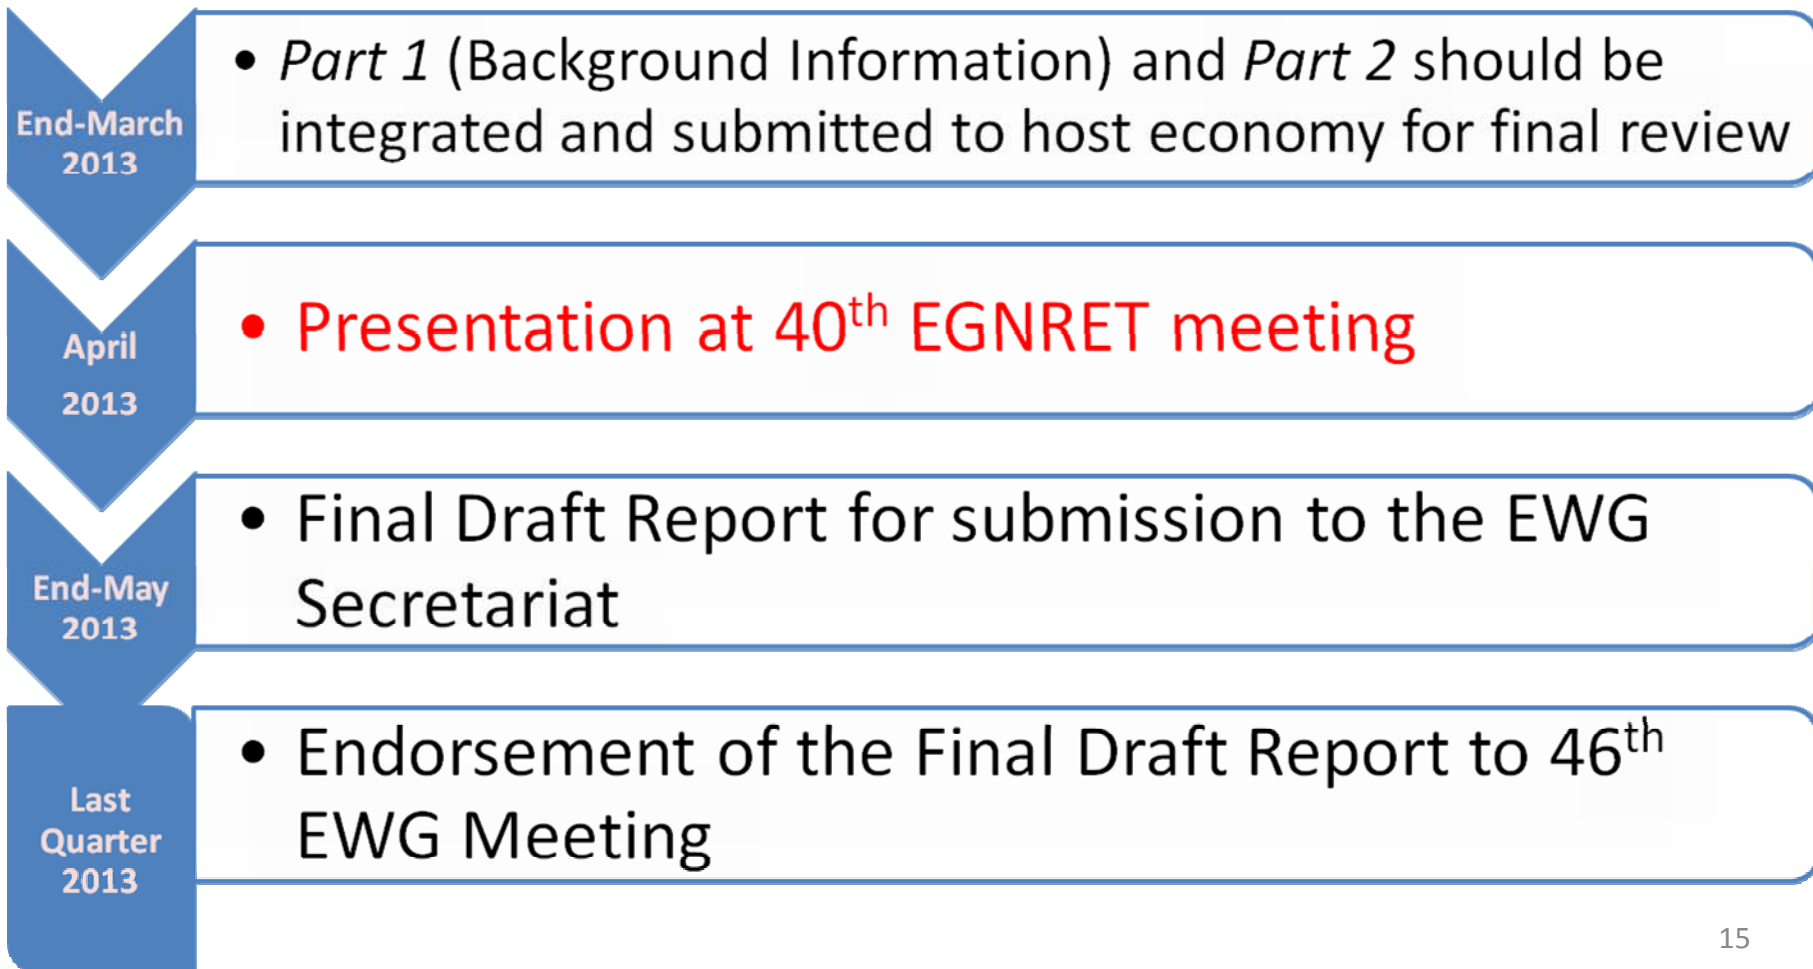 End-March
2013
• Part 1 (Background Information) and Part 2 should be
integrated and submitted to host economy for final review
April
2013
• Presentation at 40th EGNRET meeting
End-May
2013
• Final Draft Report for submission to the EWG
Secretariat
Last
Quarter
2013
• Endorsement of the Final Draft Report to 46th
EWG Meeting
15